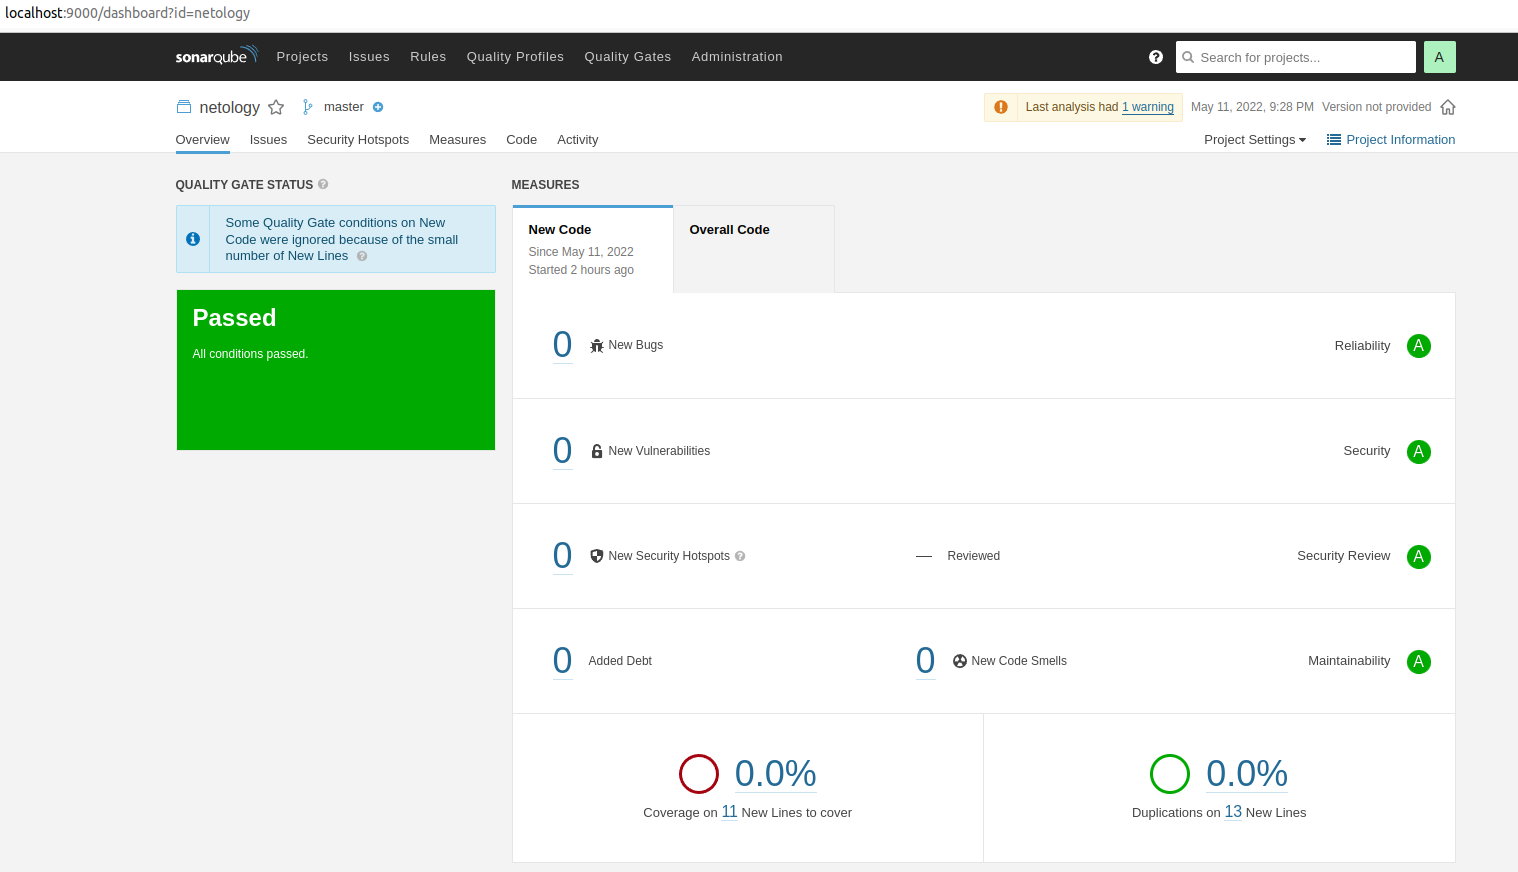 localhost:9000/dashboard?id=netology
sonarqube Projects Issues Rules Quality Profiles Quality Gates Administration Search for projects... A
netology master Last analysis had 1 warning May 11, 2022, 9:28 PM Version not provided
Overview Issues Security Hotspots Measures Code Activity Project Settings Project Information
QUALITY GATE STATUS
Some Quality Gate conditions on New
Code were ignored because of the small
number of New Lines
Passed
All conditions passed.
MEASURES
New Code
Since May 11, 2022
Started 2 hours ago
Overall Code
0 New Bugs Reliability A
0 New Vulnerabilities Security A
0 New Security Hotspots — Reviewed Security Review A
0 Added Debt 0 New Code Smells Maintainability A
0.0%
Coverage on 11 New Lines to cover
0.0%
Duplications on 13 New Lines